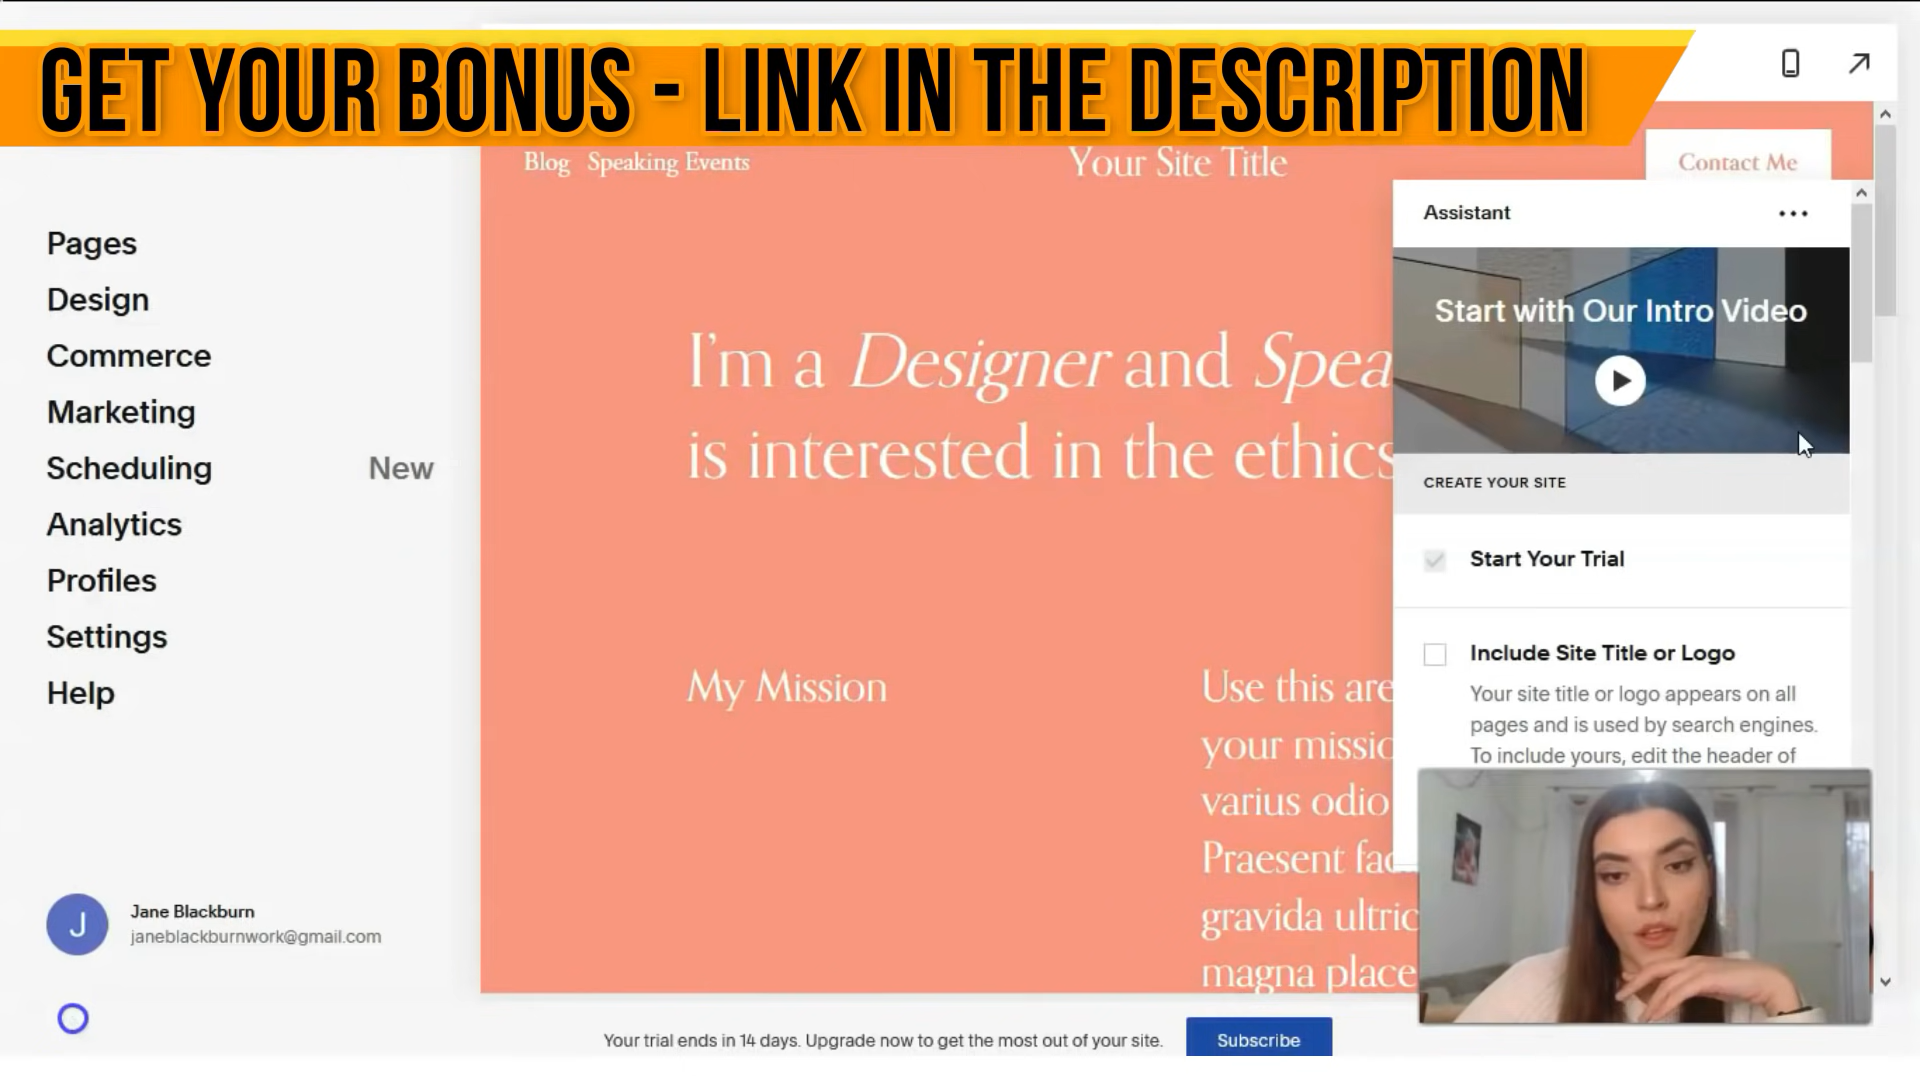 GET YOUR BONUS - LINK IN THE DESCRIPTION
Blog Speaking Events
Your Site Title
Contact Me
Pages
Design
Commerce
Marketing
Scheduling New
Analytics
Profiles
Settings
Help
Jane Blackburn
janeblackburnwork@gmail.com
J
I'm a Designer and Spea
is interested in the ethics
My Mission
Use this are
your missio
varius odio
Praesent fac
gravida ultric
magna place
Assistant
Start with Our Intro Video
CREATE YOUR SITE
Start Your Trial
Include Site Title or Logo
Your site title or logo appears on all
pages and is used by search engines.
To include yours, edit the header of
Your trial ends in 14 days. Upgrade now to get the most out of your site.
Subscribe